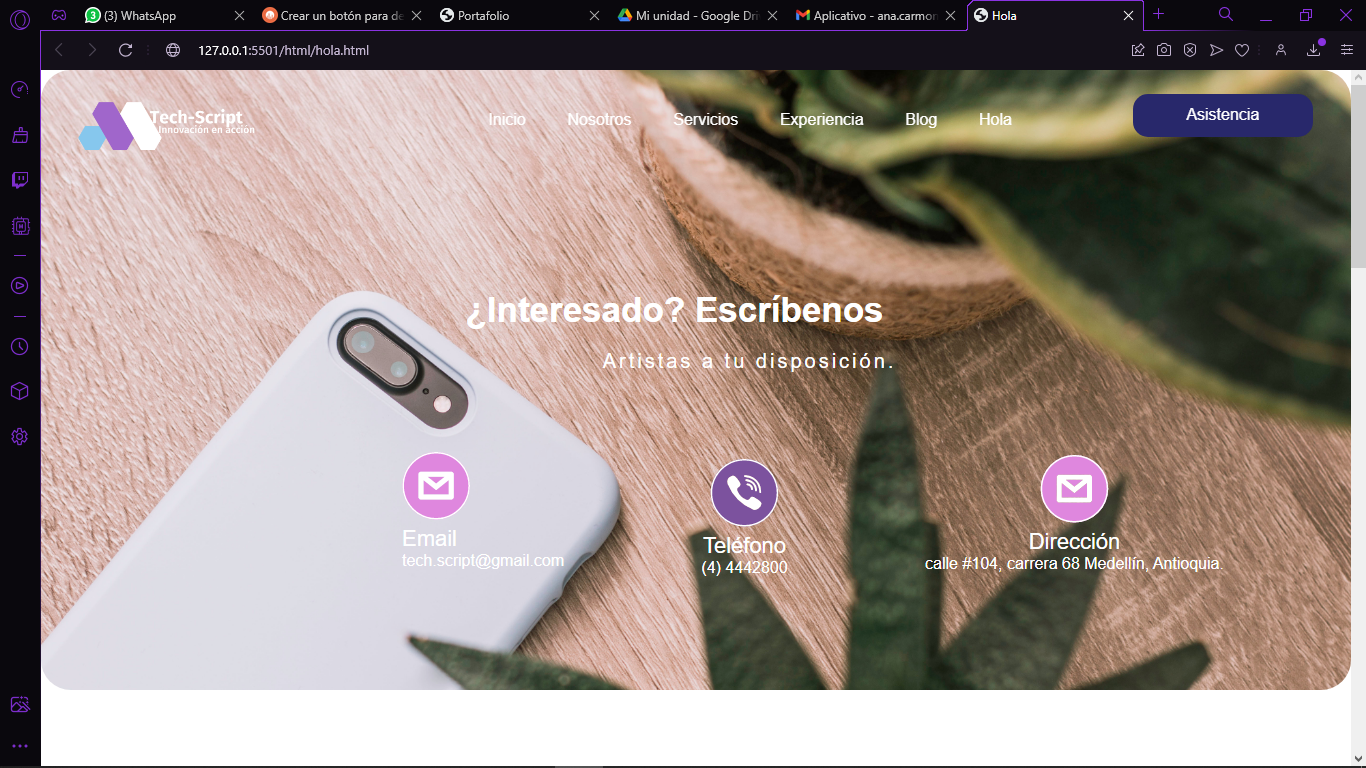 (3) WhatsApp
Crear un botón para de
Portafolio
Mi unidad - Google Dri
Aplicativo - ana.carmon
Hola
127.0.0.1:5501/html/hola.html
Tech-Script
Innovación en acción
Inicio Nosotros Servicios Experiencia Blog Hola
Asistencia
¿Interesado? Escríbenos
Artistas a tu disposición.
Email
tech.script@gmail.com
Teléfono
(4) 4442800
Dirección
calle #104, carrera 68 Medellín, Antioquia.